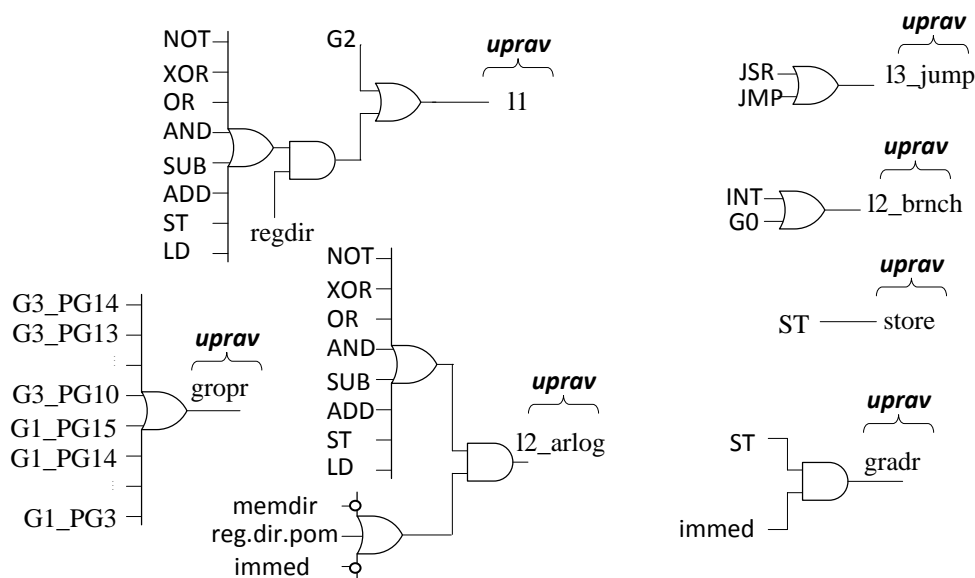 NOT
XOR
OR
AND
SUB
ADD
ST
LD
regdir
G2
uprav
l1
uprav
l3_jump
JSR
JMP
uprav
l2_brnch
INT
G0
uprav
ST
store
G3_PG14
G3_PG13
...
G3_PG10
G1_PG15
G1_PG14
...
G1_PG3
uprav
gropr
NOT
XOR
OR
AND
SUB
ADD
ST
LD
memdir
reg.dir.pom
immed
uprav
l2_arlog
uprav
ST
gradr
immed